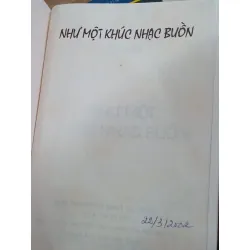 NHƯ MỘT KHÚC NHẠC BUỒN
22/3/2002